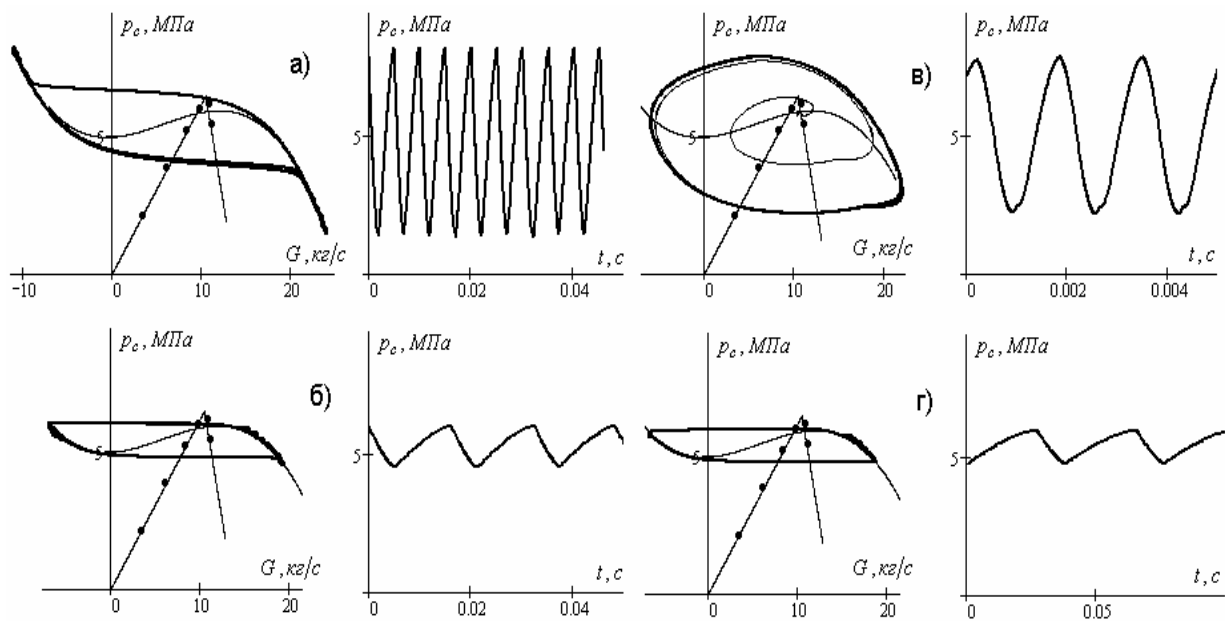 p_c, МПа
а)
5
G, кг/с
-10 0 10 20
p_c, МПа
5
t, с
0 0.02 0.04
p_c, МПа
в)
5
G, кг/с
0 10 20
p_c, МПа
5
t, с
0 0.002 0.004
p_c, МПа
б)
5
G, кг/с
0 10 20
p_c, МПа
5
t, с
0 0.02 0.04
p_c, МПа
г)
5
G, кг/с
0 10 20
p_c, МПа
5
t, с
0 0.05